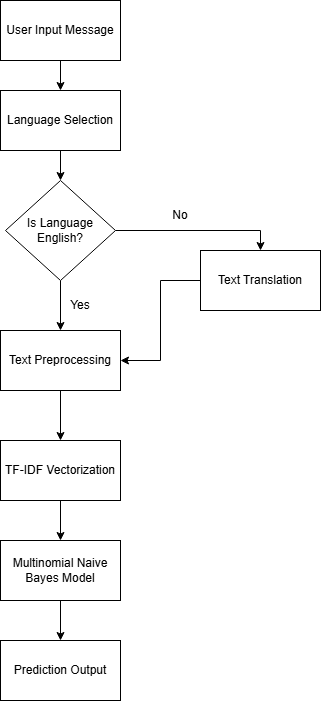 User Input Message
Language Selection
Is Language
English?
No
Text Translation
Yes
Text Preprocessing
TF-IDF Vectorization
Multinomial Naive
Bayes Model
Prediction Output